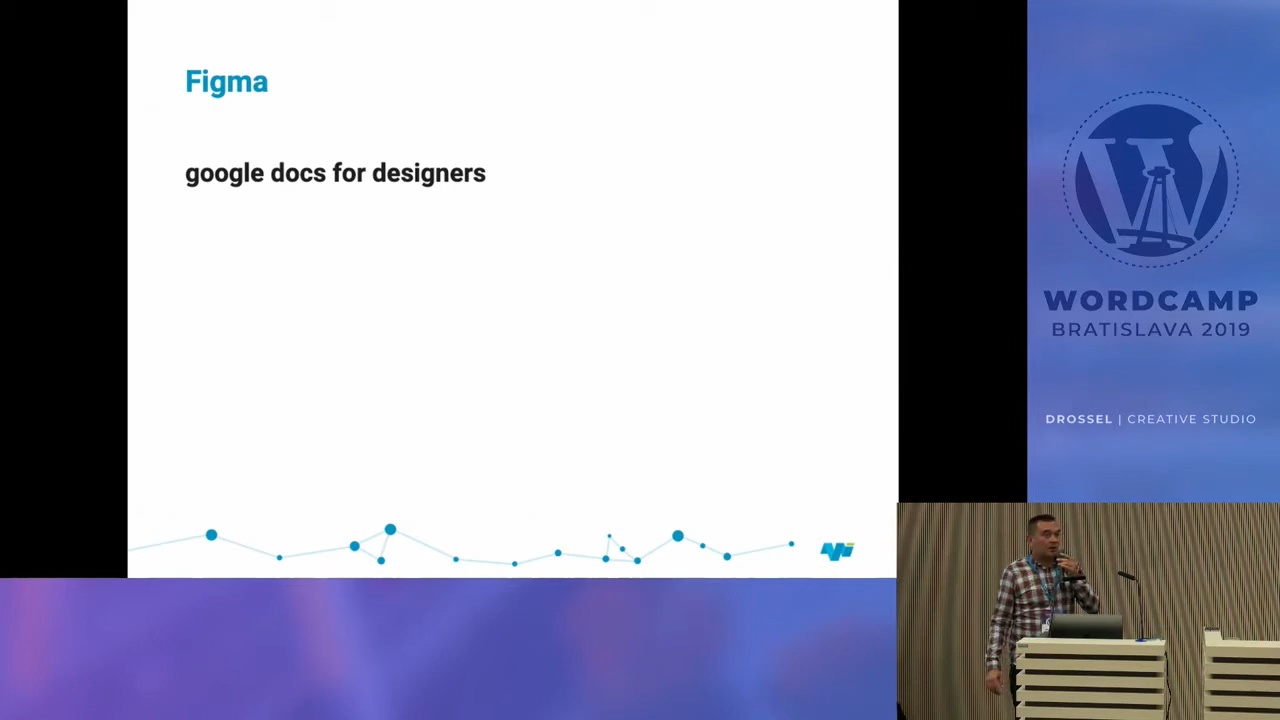 Figma
google docs for designers
WORDCAMP
BRATISLAVA 2019
DROSSEL | CREATIVE STUDIO